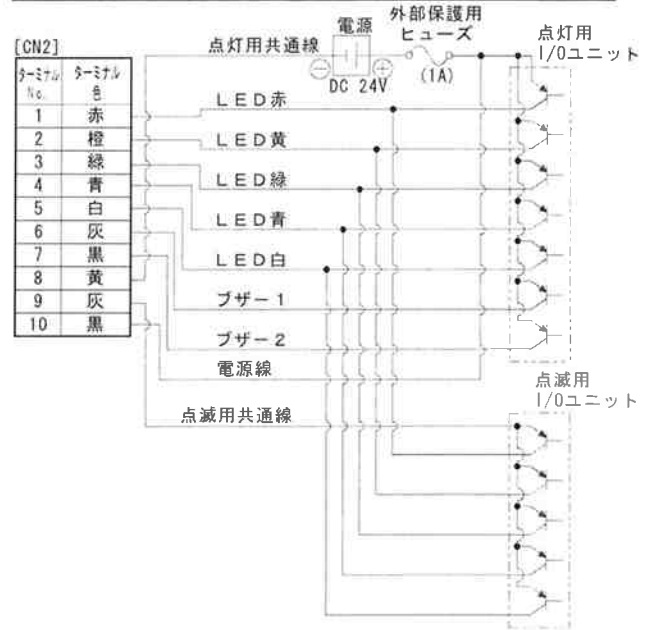 外部保護用
電源 ヒューズ
[CN2]
点灯用共通線
点灯用
I/Oユニット
⊖ ⊕
DC 24V
(1A)
ターミナル No. ターミナル 色
1 赤
2 橙
3 緑
4 青
5 白
6 灰
7 黒
8 黄
9 灰
10 黒
LED赤
LED黄
LED緑
LED青
LED白
ブザー1
ブザー2
電源線
点滅用共通線
点滅用
I/Oユニット